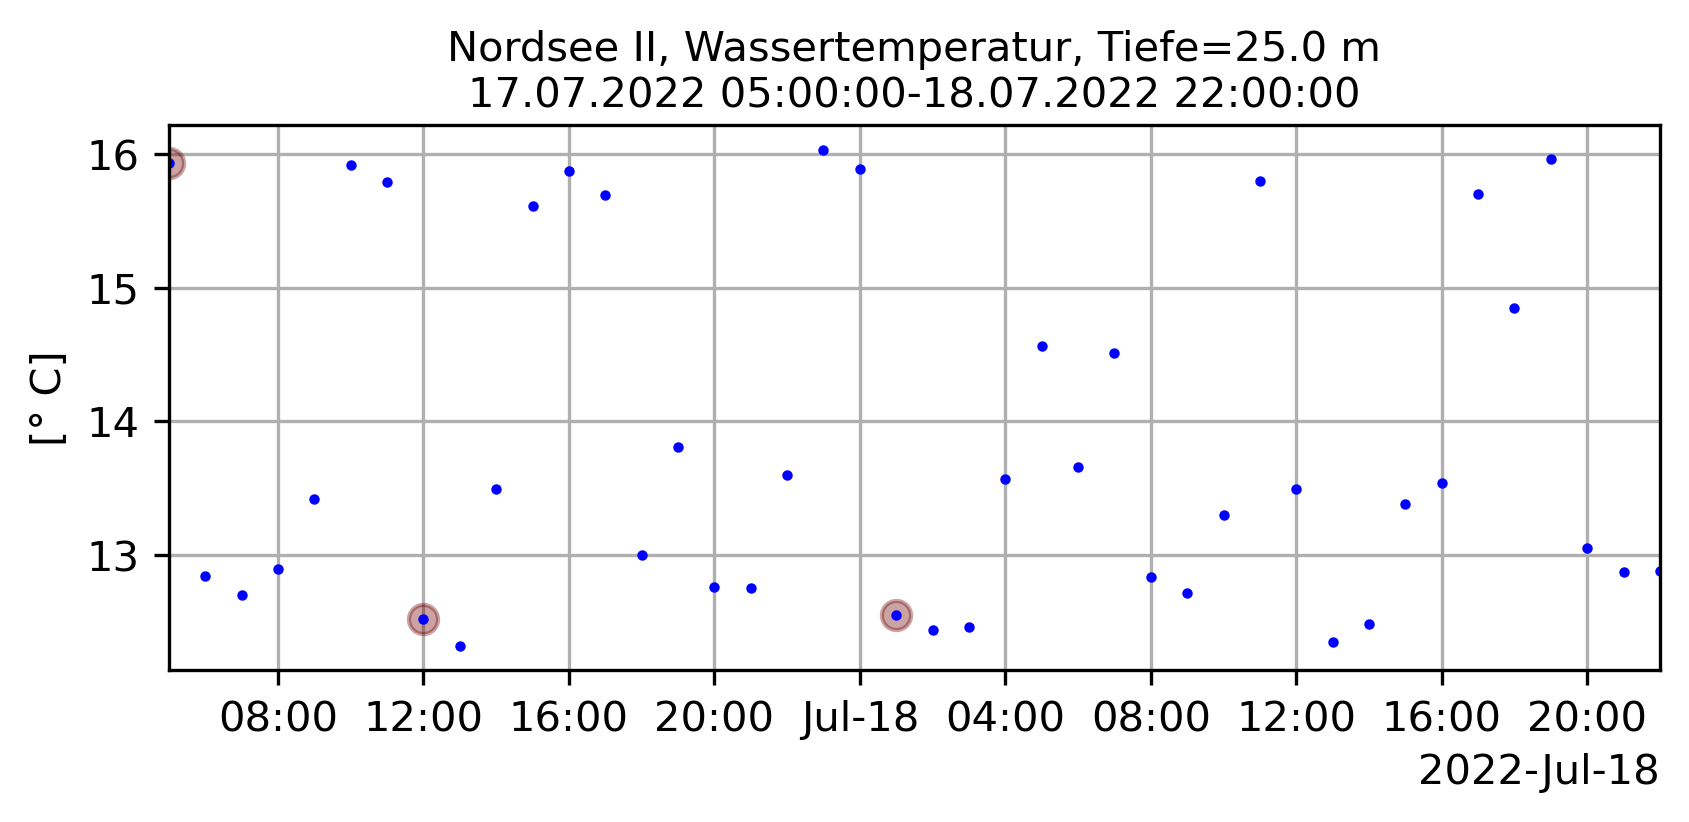 Nordsee II, Wassertemperatur, Tiefe=25.0 m
17.07.2022 05:00:00-18.07.2022 22:00:00
[° C]
16
15
14
13
08:00 12:00 16:00 20:00 Jul-18 04:00 08:00 12:00 16:00 20:00
2022-Jul-18